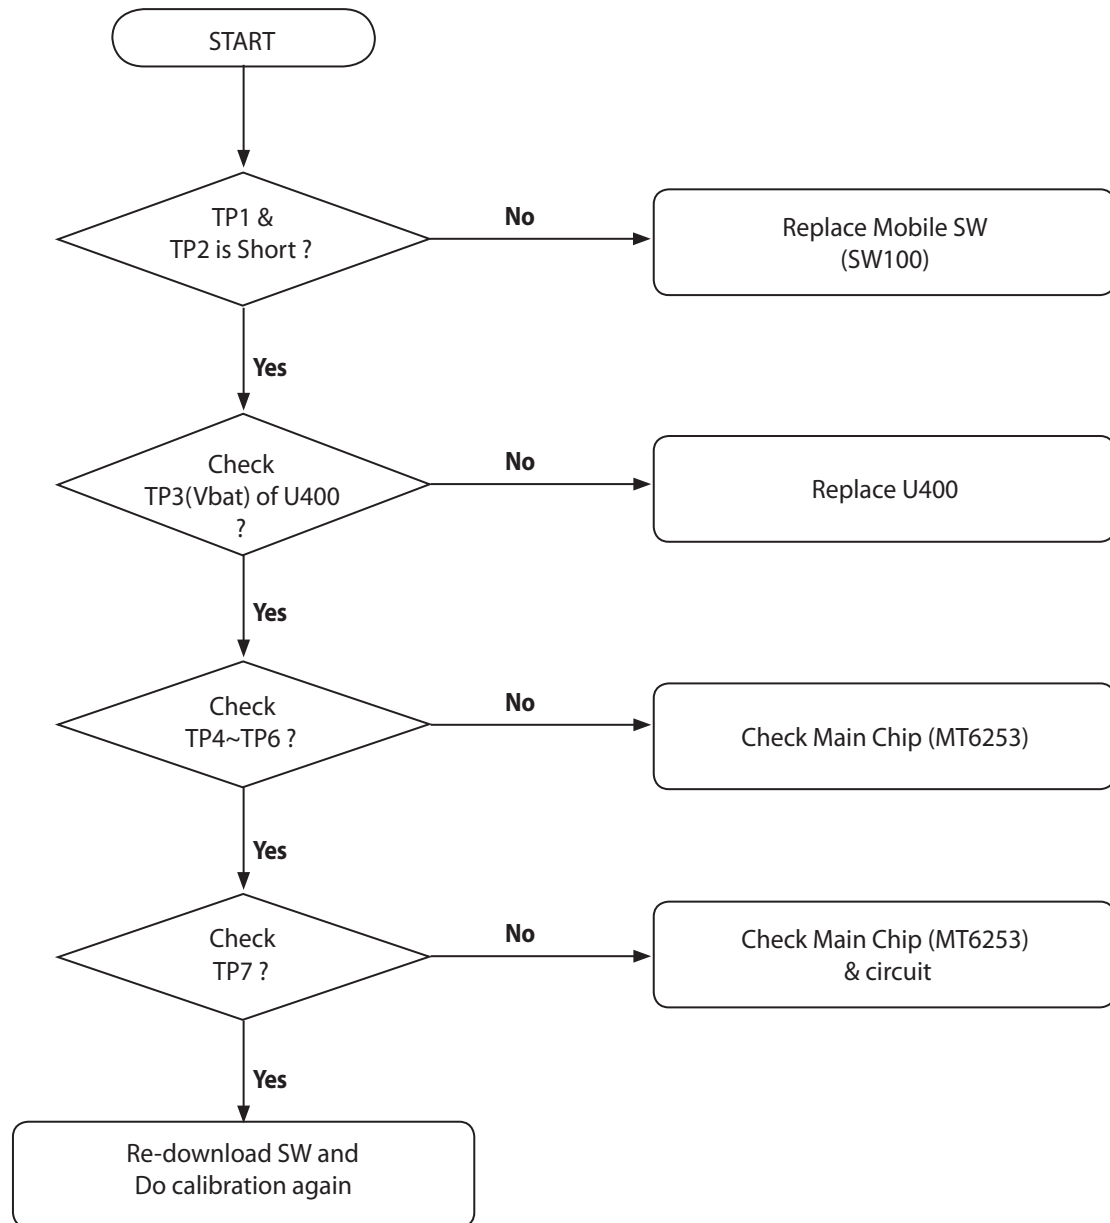 START
TP1 &
TP2 is Short ?
No
Replace Mobile SW
(SW100)
Yes
Check
TP3(Vbat) of U400
?
No
Replace U400
Yes
Check
TP4~TP6 ?
No
Check Main Chip (MT6253)
Yes
Check
TP7 ?
No
Check Main Chip (MT6253)
& circuit
Yes
Re-download SW and
Do calibration again